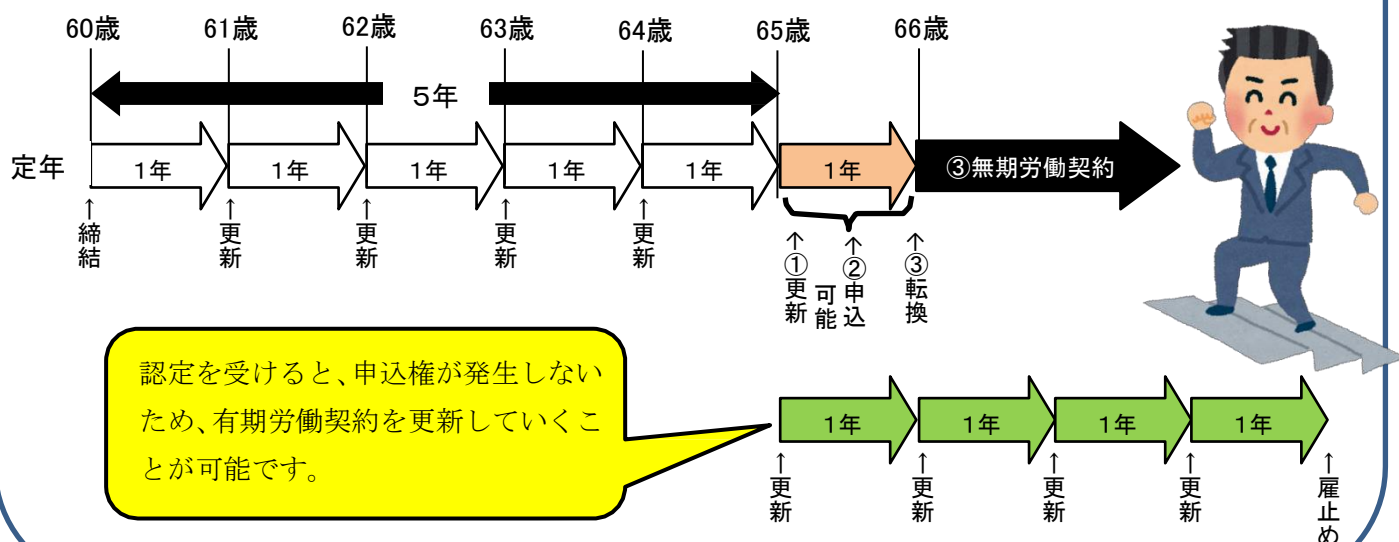 60歳 61歳 62歳 63歳 64歳 65歳 66歳
5年
定年 1年 1年 1年 1年 1年 1年 ③無期労働契約
↑締結 ↑更新 ↑更新 ↑更新 ↑更新 ↑①更新 ↑②申込可能 ↑③転換
認定を受けると、申込権が発生しない
ため、有期労働契約を更新していくこ
とが可能です。
1年 1年 1年 1年
↑更新 ↑更新 ↑更新 ↑更新 ↑雇止め